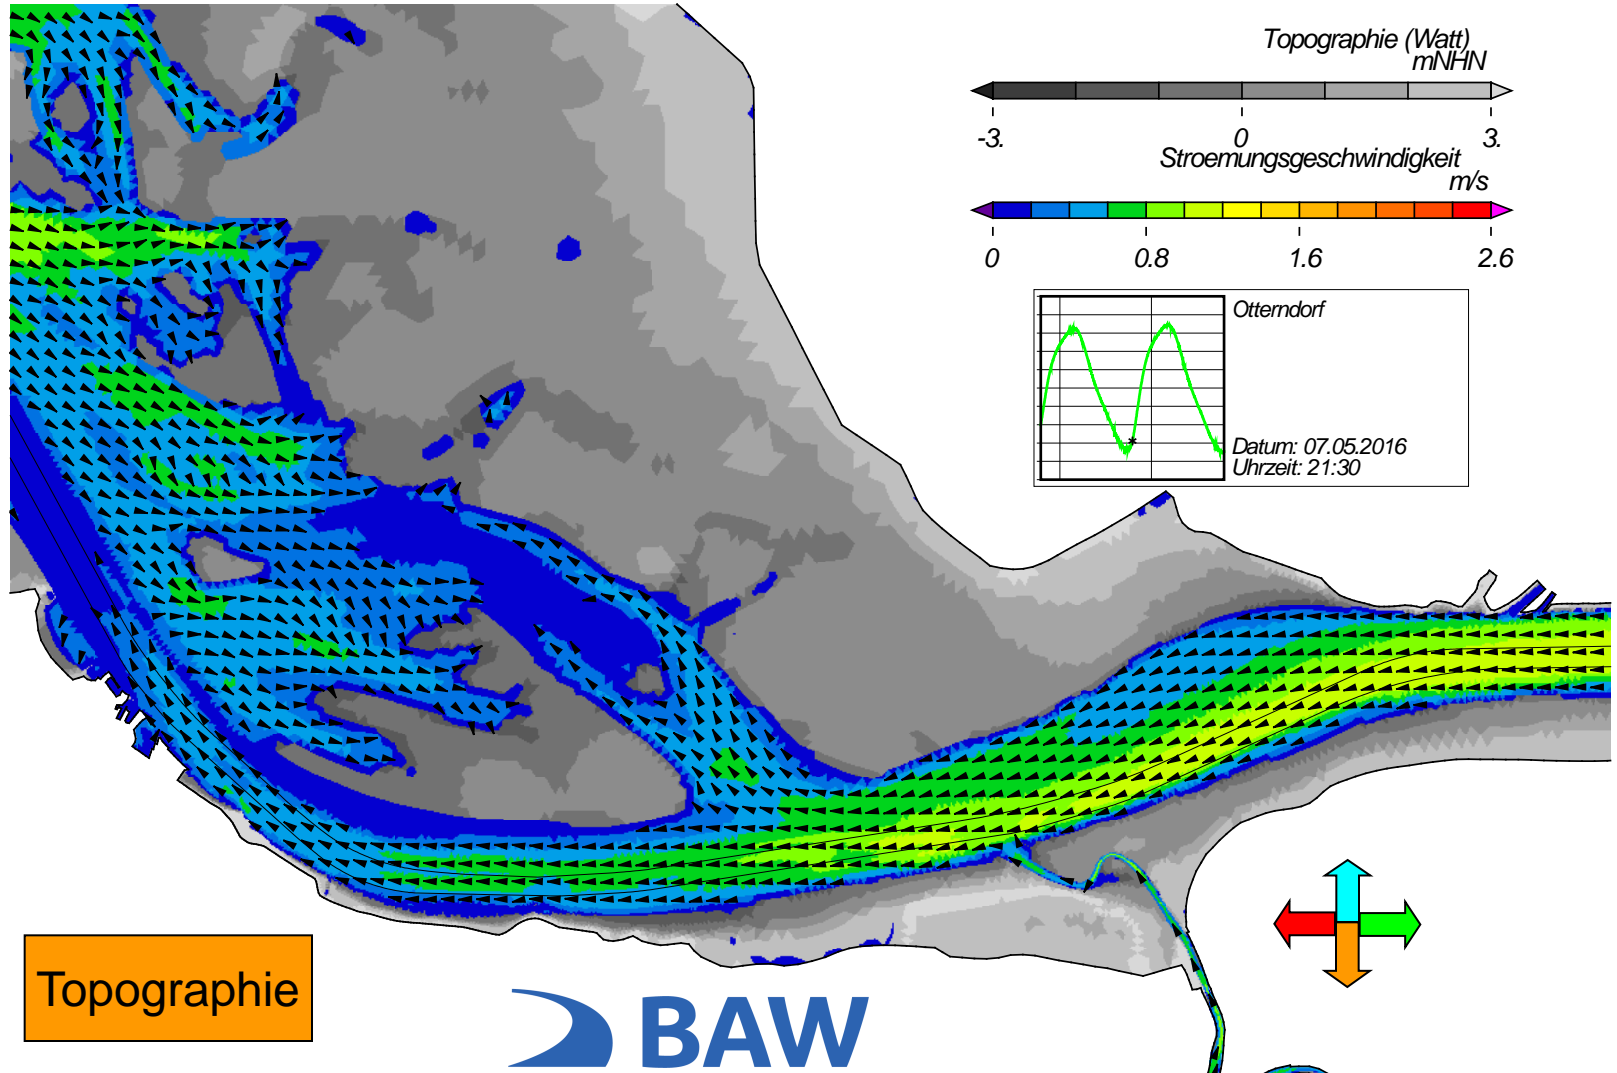 Topographie (Watt)
mNHN
-3. 0 3.
Stroemungsgeschwindigkeit
m/s
0 0.8 1.6 2.6
Otterndorf
Datum: 07.05.2016
Uhrzeit: 21:30
Topographie
BAW